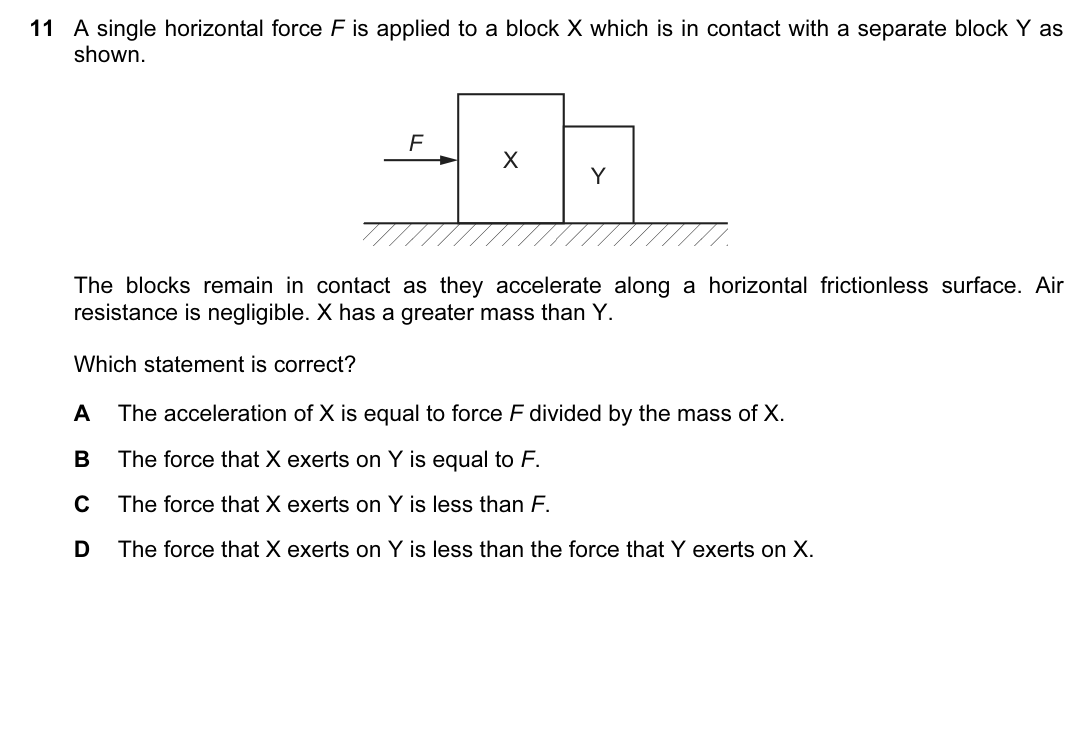 11 A single horizontal force F is applied to a block X which is in contact with a separate block Y as
shown.
F
X
Y
The blocks remain in contact as they accelerate along a horizontal frictionless surface. Air
resistance is negligible. X has a greater mass than Y.
Which statement is correct?
A The acceleration of X is equal to force F divided by the mass of X.
B The force that X exerts on Y is equal to F.
C The force that X exerts on Y is less than F.
D The force that X exerts on Y is less than the force that Y exerts on X.